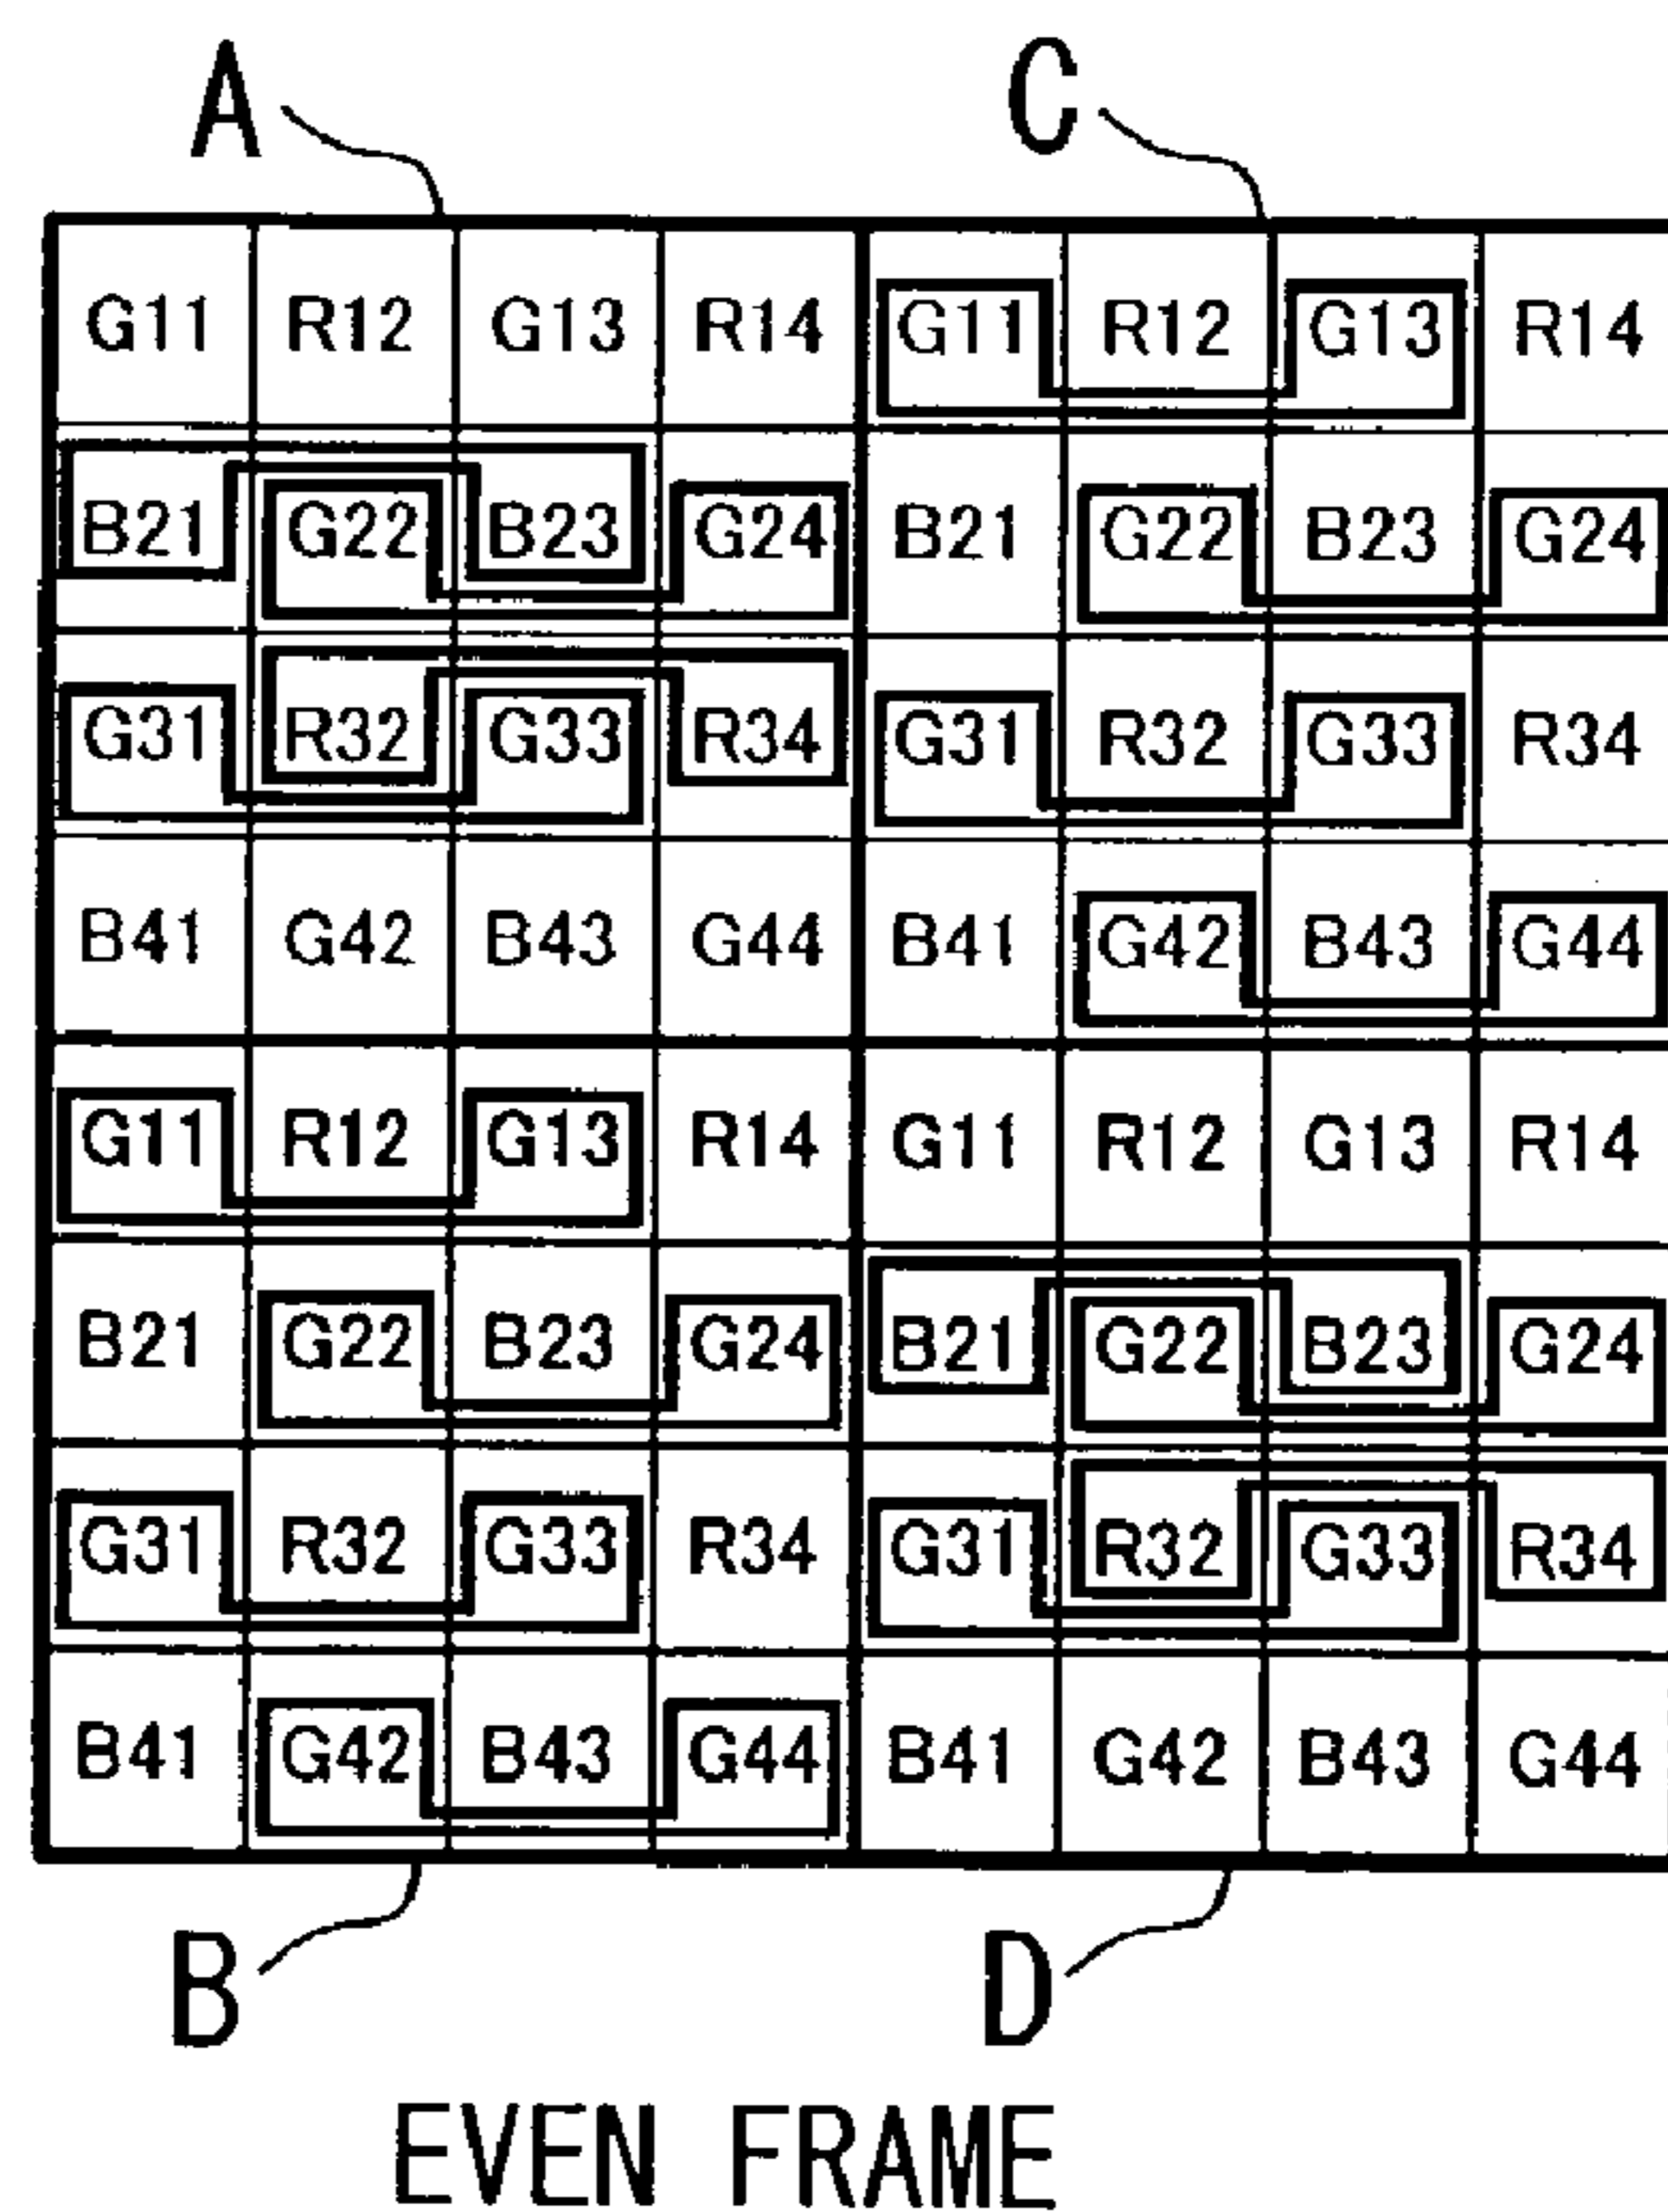 A C
G11 R12 G13 R14 G11 R12 G13 R14
B21 G22 B23 G24 B21 G22 B23 G24
G31 R32 G33 R34 G31 R32 G33 R34
B41 G42 B43 G44 B41 G42 B43 G44
G11 R12 G13 R14 G11 R12 G13 R14
B21 G22 B23 G24 B21 G22 B23 G24
G31 R32 G33 R34 G31 R32 G33 R34
B41 G42 B43 G44 B41 G42 B43 G44
B D
EVEN FRAME